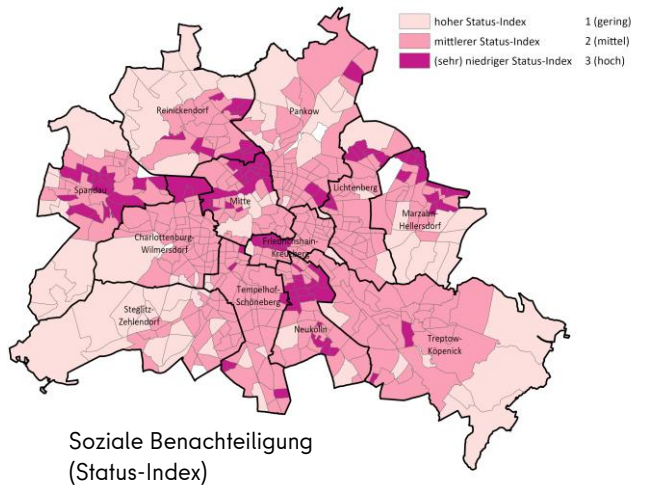 hoher Status-Index 1 (gering)
mittlerer Status-Index 2 (mittel)
(sehr) niedriger Status-Index 3 (hoch)
Reinickendorf
Pankow
Spandau
Mitte
Lichtenberg
Marzahn-
Hellersdorf
Charlottenburg-
Wilmersdorf
Friedrichshain-
Kreuzberg
Tempelhof-
Schöneberg
Steglitz-
Zehlendorf
Neukölln
Treptow-
Köpenick
Soziale Benachteiligung
(Status-Index)